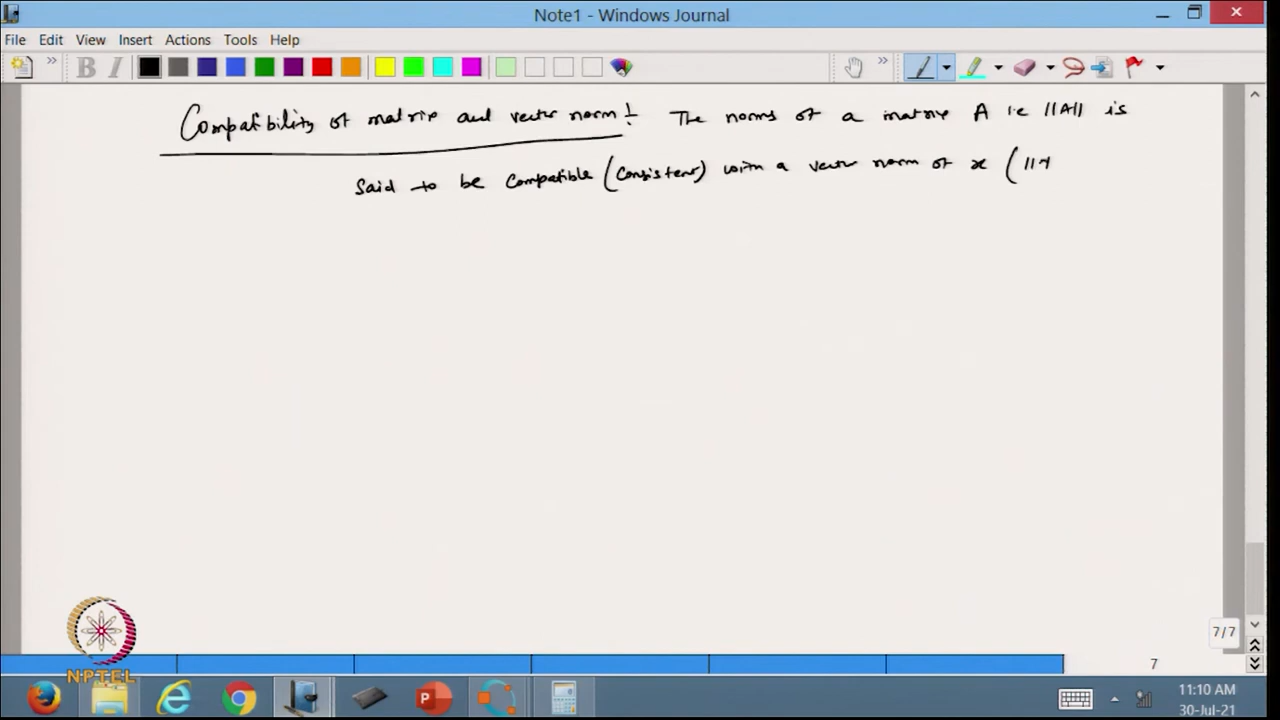 Note1 - Windows Journal
File Edit View Insert Actions Tools Help
B I
Compatibility of matrix and vector norm : The norms of a matrix A i.e ||A|| is
Said to be Compatible (Consistent) with a vector norm of x ( ||x
7/7
NPTEL
7
11:10 AM
30-Jul-21